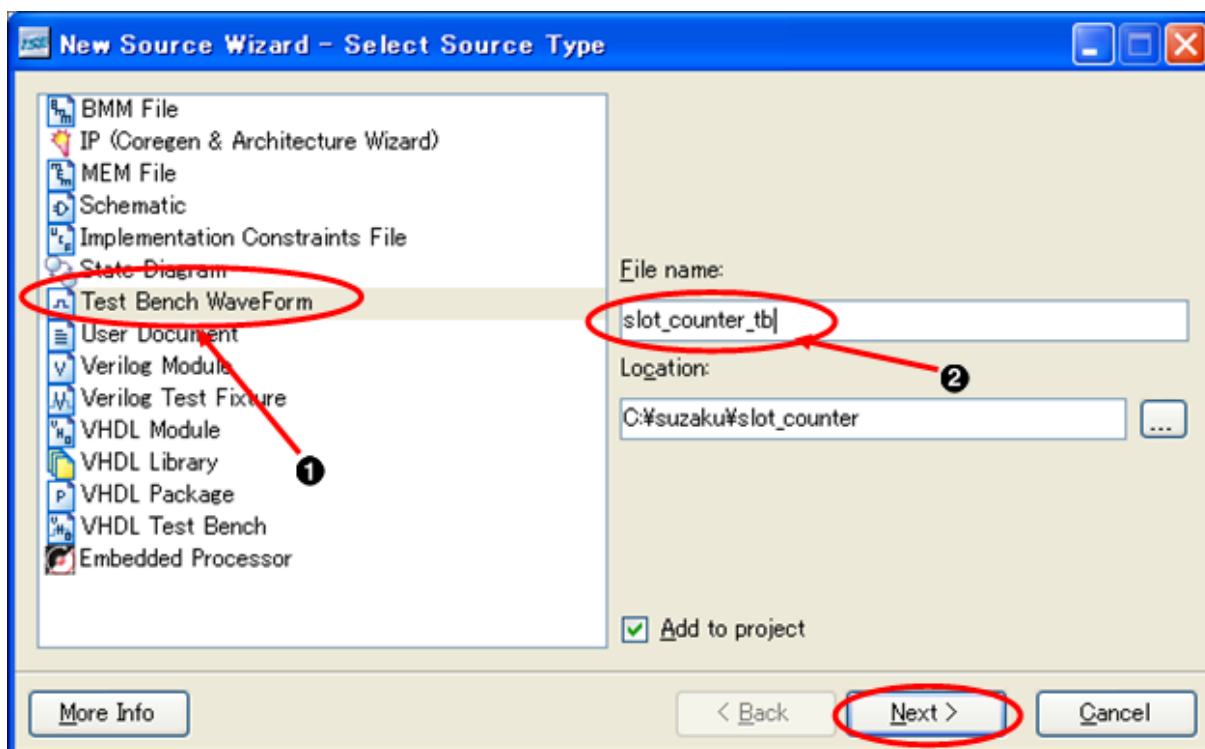 New Source Wizard - Select Source Type
BMM File
IP (Coregen & Architecture Wizard)
MEM File
Schematic
Implementation Constraints File
State Diagram
Test Bench WaveForm
User Document
Verilog Module
Verilog Test Fixture
VHDL Module
VHDL Library
VHDL Package
VHDL Test Bench
Embedded Processor
File name:
slot_counter_tb
Location:
C:¥suzaku¥slot_counter
...
Add to project
❶
❷
More Info
< Back
Next >
Cancel